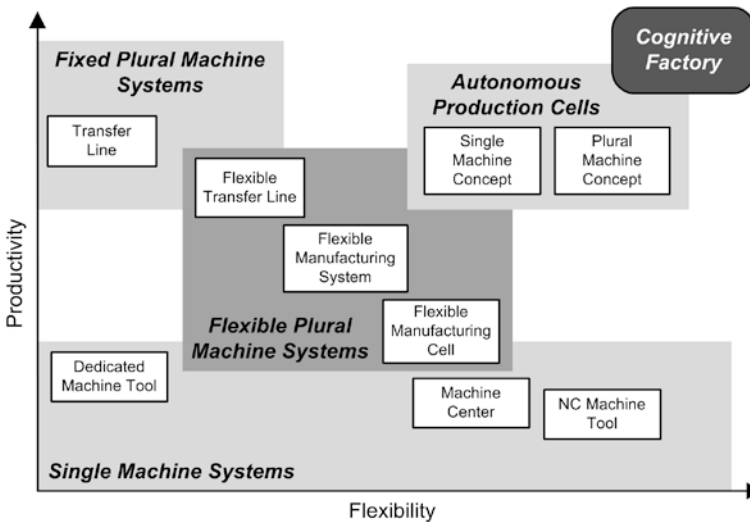 Cognitive
Factory
Fixed Plural Machine
Systems
Autonomous
Production Cells
Transfer
Line
Single
Machine
Concept
Plural
Machine
Concept
Flexible
Transfer Line
Flexible
Manufacturing
System
Flexible Plural
Machine Systems
Flexible
Manufacturing
Cell
Dedicated
Machine Tool
Machine
Center
NC Machine
Tool
Single Machine Systems
Productivity
Flexibility